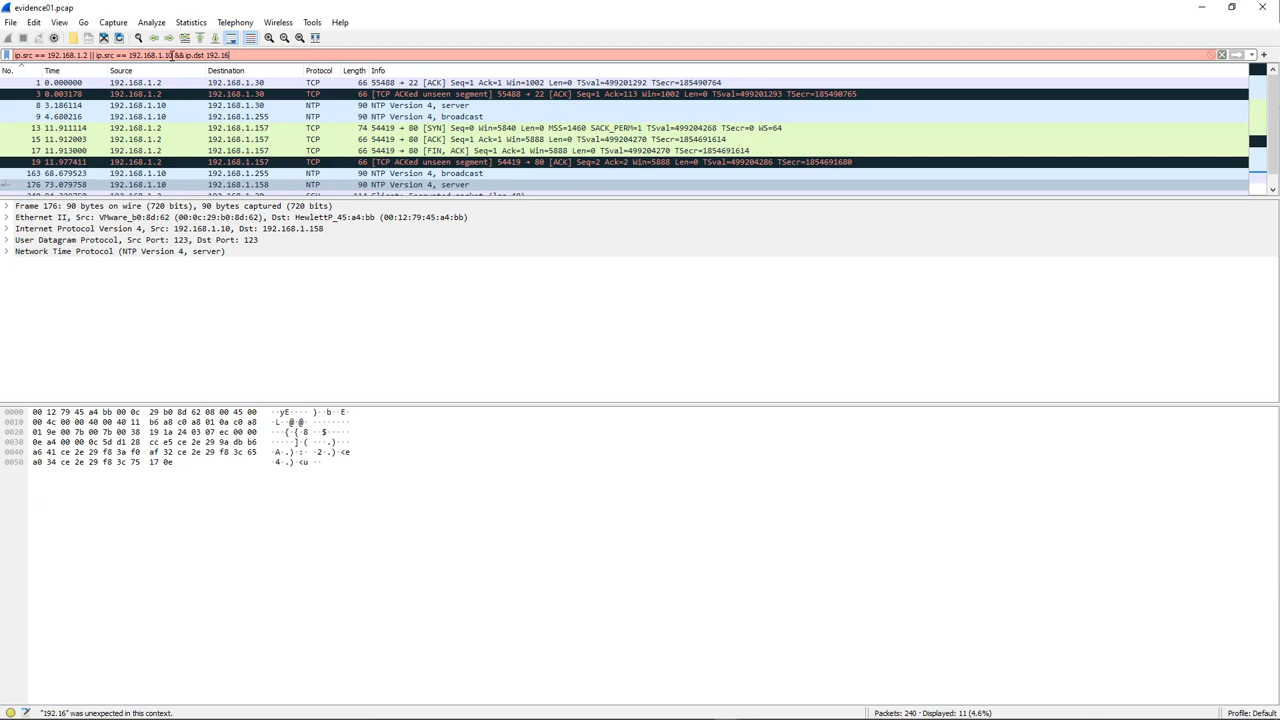 evidence01.pcap
File Edit View Go Capture Analyze Statistics Telephony Wireless Tools Help
ip.src == 192.168.1.2 || ip.src == 192.168.1.10 && ip.dst 192.16
No. Time Source Destination Protocol Length Info
1 0.000000 192.168.1.2 192.168.1.30 TCP 66 55488 → 22 [ACK] Seq=1 Ack=1 Win=1002 Len=0 TSval=499201292 TSecr=185490764
3 0.003178 192.168.1.2 192.168.1.30 TCP 66 [TCP ACKed unseen segment] 55488 → 22 [ACK] Seq=1 Ack=113 Win=1002 Len=0 TSval=499201293 TSecr=185490765
8 3.186114 192.168.1.10 192.168.1.30 NTP 90 NTP Version 4, server
9 4.680216 192.168.1.10 192.168.1.255 NTP 90 NTP Version 4, broadcast
13 11.911114 192.168.1.2 192.168.1.157 TCP 74 54419 → 80 [SYN] Seq=0 Win=5840 Len=0 MSS=1460 SACK_PERM=1 TSval=499204268 TSecr=0 WS=64
15 11.912003 192.168.1.2 192.168.1.157 TCP 66 54419 → 80 [ACK] Seq=1 Ack=1 Win=5888 Len=0 TSval=499204270 TSecr=1854691614
17 11.913000 192.168.1.2 192.168.1.157 TCP 66 54419 → 80 [FIN, ACK] Seq=1 Ack=1 Win=5888 Len=0 TSval=499204270 TSecr=1854691614
19 11.977411 192.168.1.2 192.168.1.157 TCP 66 [TCP ACKed unseen segment] 54419 → 80 [ACK] Seq=2 Ack=2 Win=5888 Len=0 TSval=499204286 TSecr=1854691680
163 68.679523 192.168.1.10 192.168.1.255 NTP 90 NTP Version 4, broadcast
176 73.079758 192.168.1.10 192.168.1.158 NTP 90 NTP Version 4, server
Frame 176: 90 bytes on wire (720 bits), 90 bytes captured (720 bits)
Ethernet II, Src: VMware_b0:8d:62 (00:0c:29:b0:8d:62), Dst: HewlettP_45:a4:bb (00:12:79:45:a4:bb)
Internet Protocol Version 4, Src: 192.168.1.10, Dst: 192.168.1.158
User Datagram Protocol, Src Port: 123, Dst Port: 123
Network Time Protocol (NTP Version 4, server)
0000 00 12 79 45 a4 bb 00 0c 29 b0 8d 62 08 00 45 00 ··yE···· )··b··E·
0010 00 4c 00 00 40 00 40 11 b6 a8 c0 a8 01 0a c0 a8 ·L··@·@· ········
0020 01 9e 00 7b 00 7b 00 38 19 1a 24 03 07 ec 00 00 ···{·{·8 ··$·····
0030 0e a4 00 00 0c 5d d1 28 cc e5 ce 2e 29 9a db b6 ·····]·( ···.)···
0040 a6 41 ce 2e 29 f8 3a f0 af 32 ce 2e 29 f8 3c 65 ·A·.)·:· ·2·.)·<e
0050 a0 34 ce 2e 29 f8 3c 75 17 0e ·4·.)·<u ··
"192.16" was unexpected in this context.
Packets: 240 · Displayed: 11 (4.6%)
Profile: Default